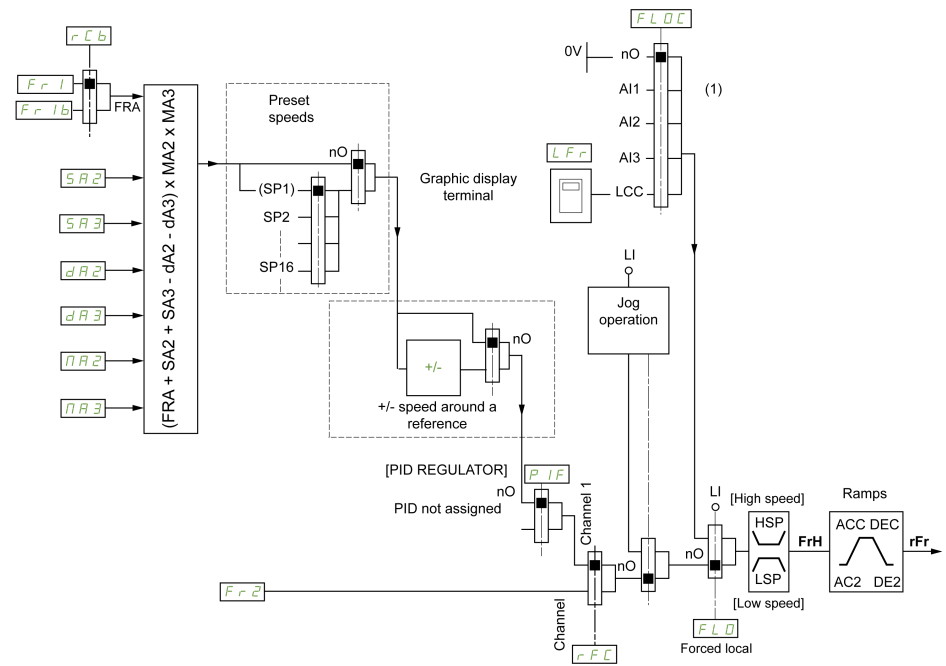 rCb
Fr1
Fr1b
FRA
SA2
SA3
dA2
dA3
MA2
MA3
(FRA + SA2 + SA3 - dA2 - dA3) x MA2 x MA3
Preset
speeds
nO
(SP1)
SP2
SP16
Graphic display
terminal
FLOC
0V
nO
AI1
(1)
AI2
AI3
LFr
LCC
LI
Jog
operation
nO
+/-
+/- speed around a
reference
[PID REGULATOR]
PIF
nO
PID not assigned
Channel 1
Fr2
Channel
rFC
nO
nO
LI
FLO
Forced local
[High speed]
HSP
LSP
[Low speed]
FrH
Ramps
ACC DEC
AC2 DE2
rFr